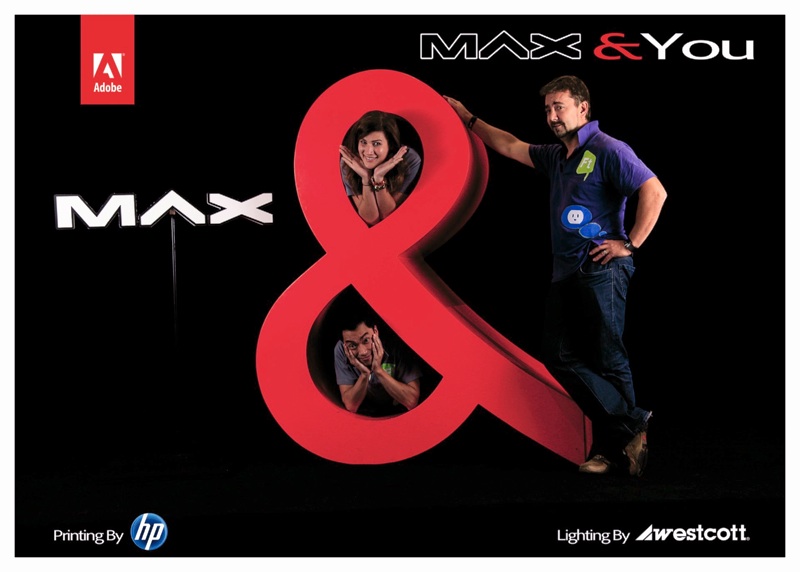 Adobe
MAX & YOU
MAX
Printing By hp
Lighting By Westcott